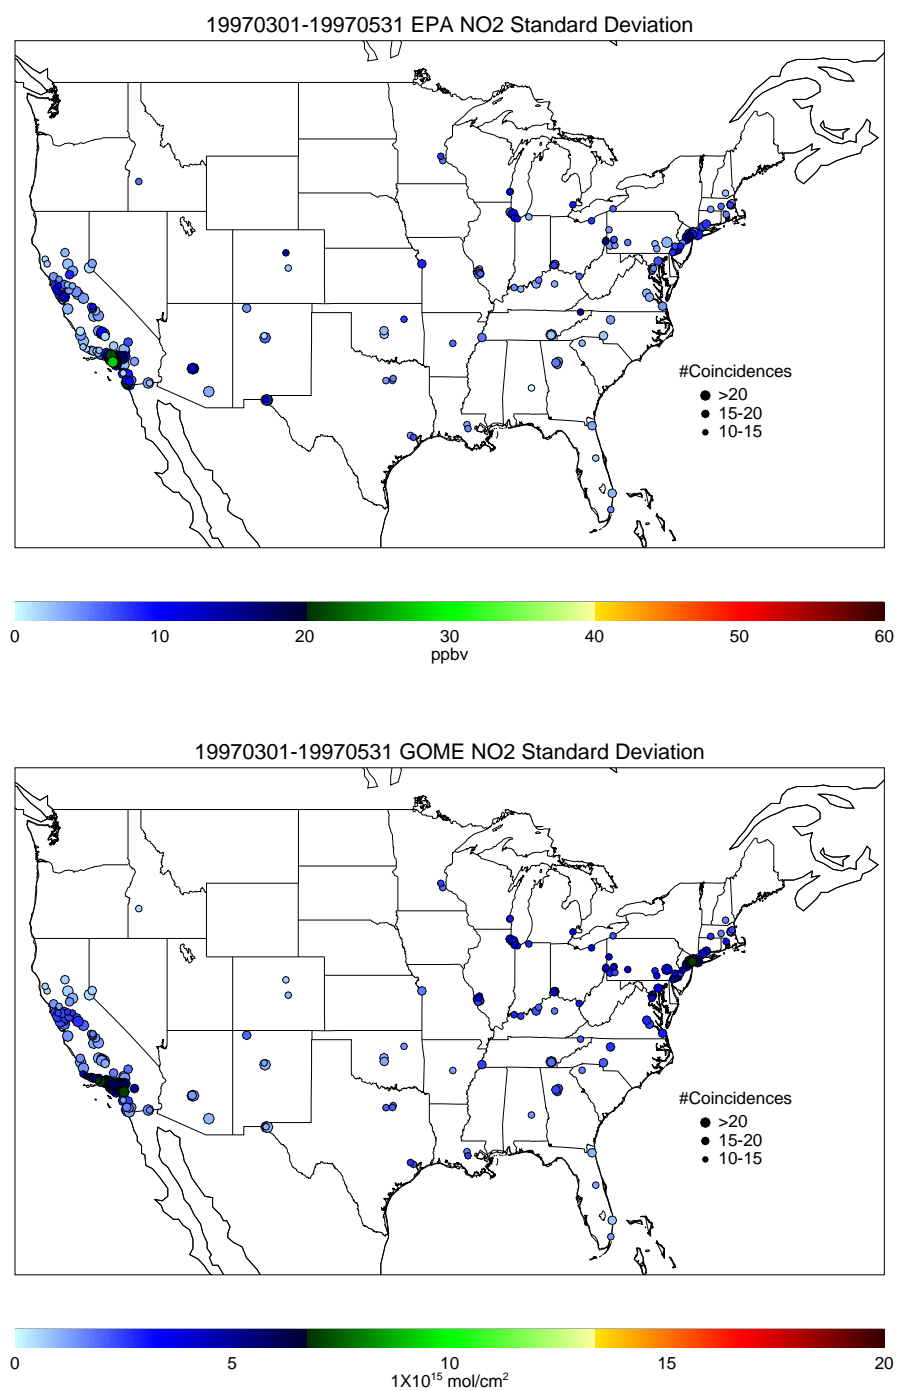 19970301-19970531 EPA NO2 Standard Deviation
#Coincidences
>20
15-20
10-15
0 10 20 30 40 50 60
ppbv
19970301-19970531 GOME NO2 Standard Deviation
#Coincidences
>20
15-20
10-15
0 5 10 15 20
1X10¹⁵ mol/cm²